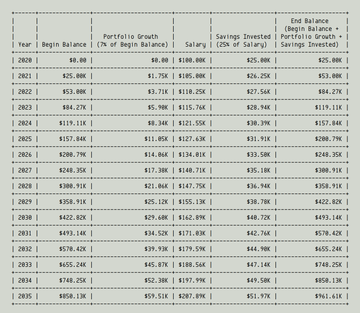 End Balance
(Begin Balance +
Portfolio Growth Portfolio Growth +
Year | Begin Balance | (7% of Begin Balance) | Salary | Savings Invested (25% of Salary) | Savings Invested)
| 2020 | $0.00 | $0.00 | $100.00K | $25.00K | $25.00K |
| 2021 | $25.00K | $1.75K | $105.00K | $26.25K | $53.00K |
| 2022 | $53.00K | $3.71K | $110.25K | $27.56K | $84.27K |
| 2023 | $84.27K | $5.90K | $115.76K | $28.94K | $119.11K |
| 2024 | $119.11K | $8.34K | $121.55K | $30.39K | $157.84K |
| 2025 | $157.84K | $11.05K | $127.63K | $31.91K | $200.79K |
| 2026 | $200.79K | $14.06K | $134.01K | $33.50K | $248.35K |
| 2027 | $248.35K | $17.38K | $140.71K | $35.18K | $300.91K |
| 2028 | $300.91K | $21.06K | $147.75K | $36.94K | $358.91K |
| 2029 | $358.91K | $25.12K | $155.13K | $38.78K | $422.82K |
| 2030 | $422.82K | $29.60K | $162.89K | $40.72K | $493.14K |
| 2031 | $493.14K | $34.52K | $171.03K | $42.76K | $570.42K |
| 2032 | $570.42K | $39.93K | $179.59K | $44.90K | $655.24K |
| 2033 | $655.24K | $45.87K | $188.56K | $47.14K | $748.25K |
| 2034 | $748.25K | $52.38K | $197.99K | $49.50K | $850.13K |
| 2035 | $850.13K | $59.51K | $207.89K | $51.97K | $961.61K |